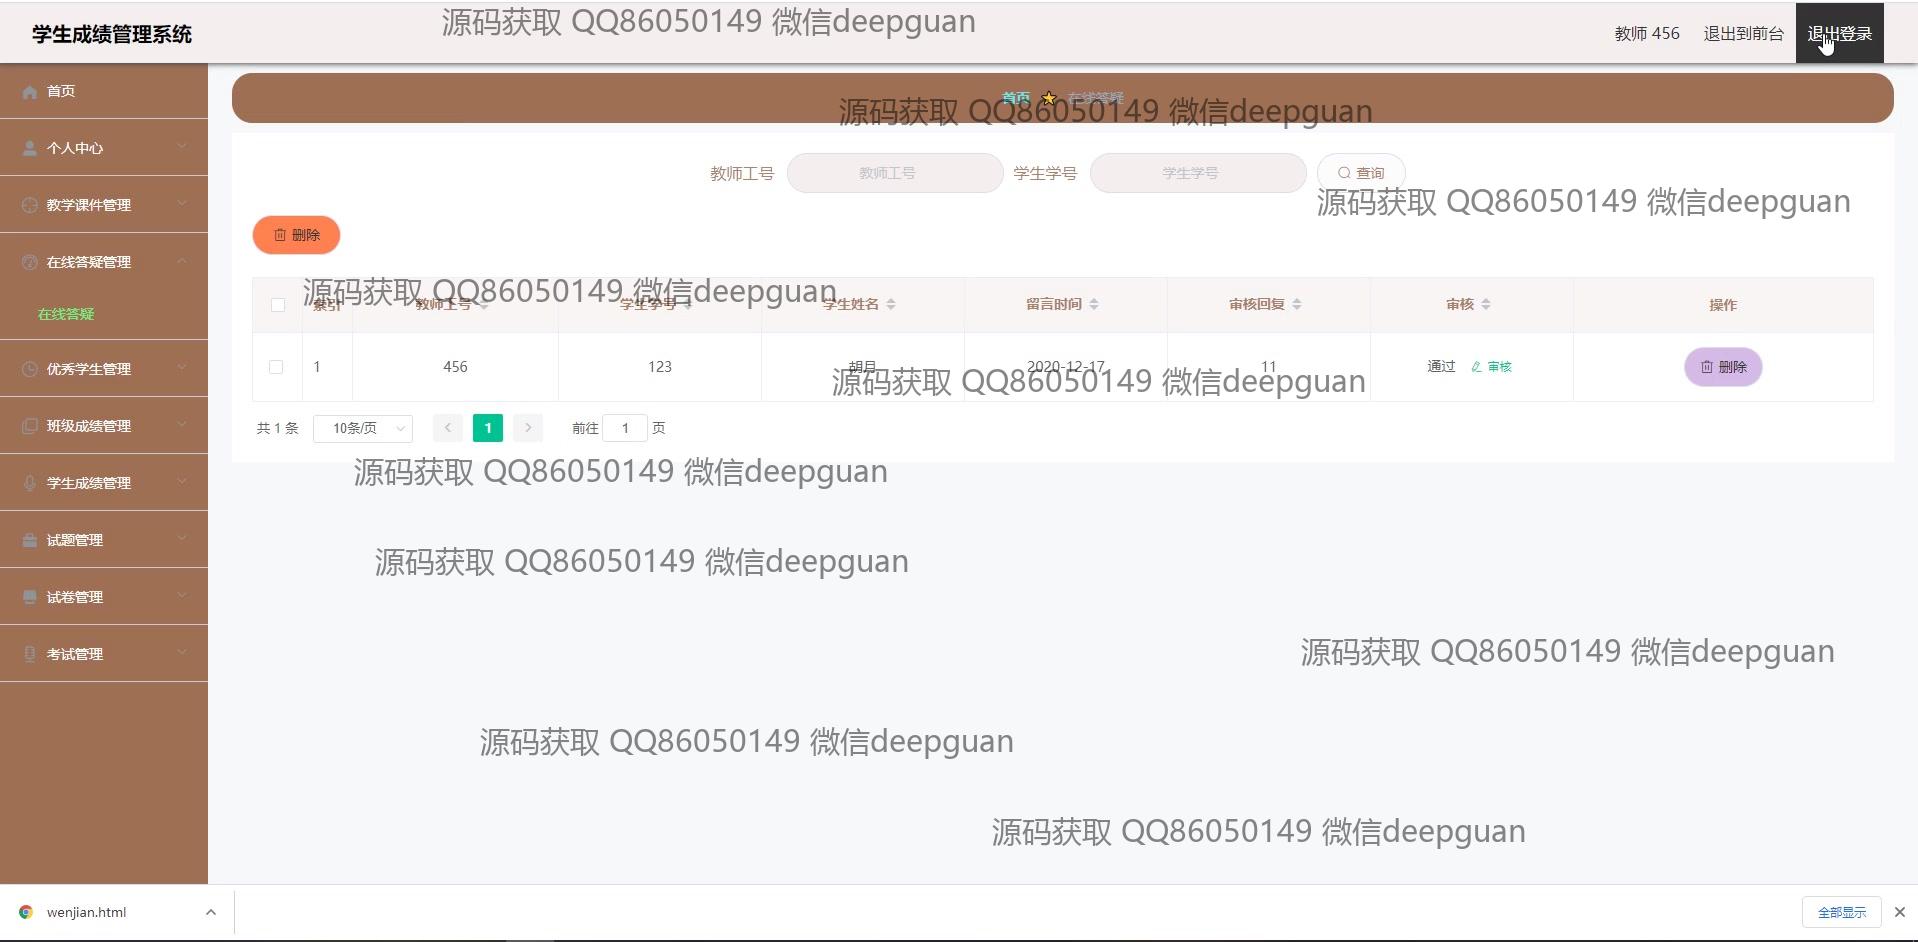 源码获取 QQ86050149 微信deepguan
学生成绩管理系统
教师 456 退出到前台 退出登录
首页
首页 在线答疑
源码获取 QQ86050149 微信deepguan
个人中心
教师工号 教师工号 学生学号 学生学号 查询
源码获取 QQ86050149 微信deepguan
教学课件管理
删除
在线答疑管理
源码获取 QQ86050149 微信deepguan
索引 教师工号 学生学号 学生姓名 留言时间 审核回复 审核 操作
在线答疑
1 456 123 胡月 2020-12-17 11 通过 审核 删除
优秀学生管理
源码获取 QQ86050149 微信deepguan
共 1 条 10条/页 1 前往 1 页
班级成绩管理
源码获取 QQ86050149 微信deepguan
学生成绩管理
试题管理
源码获取 QQ86050149 微信deepguan
试卷管理
考试管理
源码获取 QQ86050149 微信deepguan
源码获取 QQ86050149 微信deepguan
源码获取 QQ86050149 微信deepguan
wenjian.html 全部显示